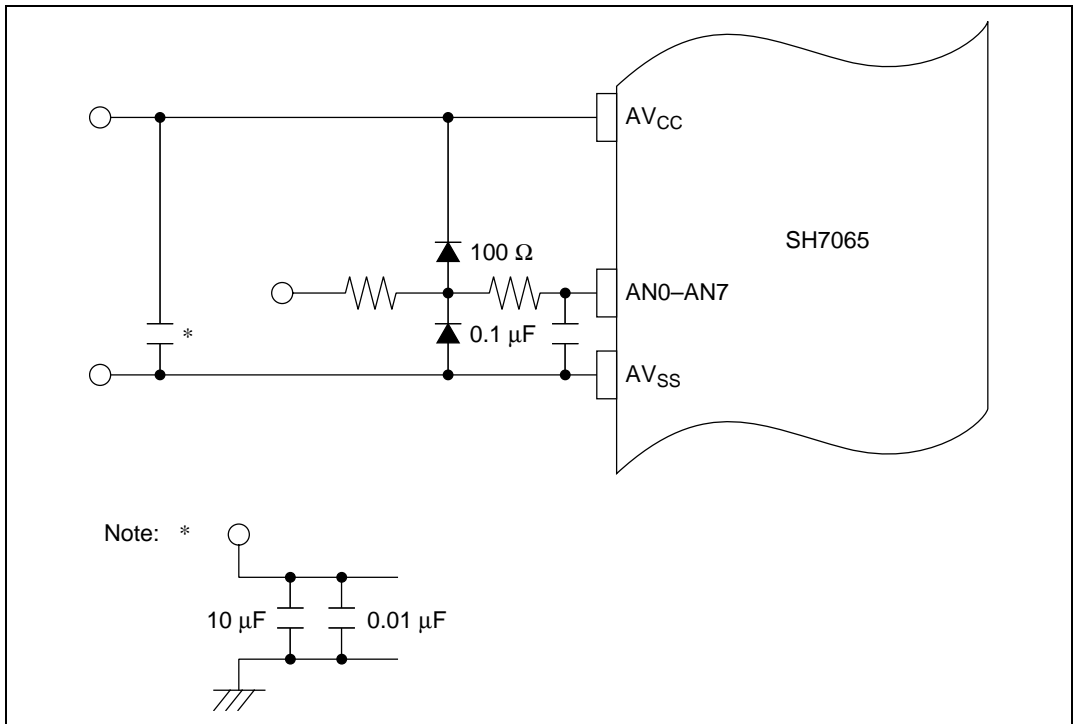 AVCC
SH7065
100 Ω
AN0–AN7
* 0.1 µF
AVSS
Note: *
10 µF 0.01 µF